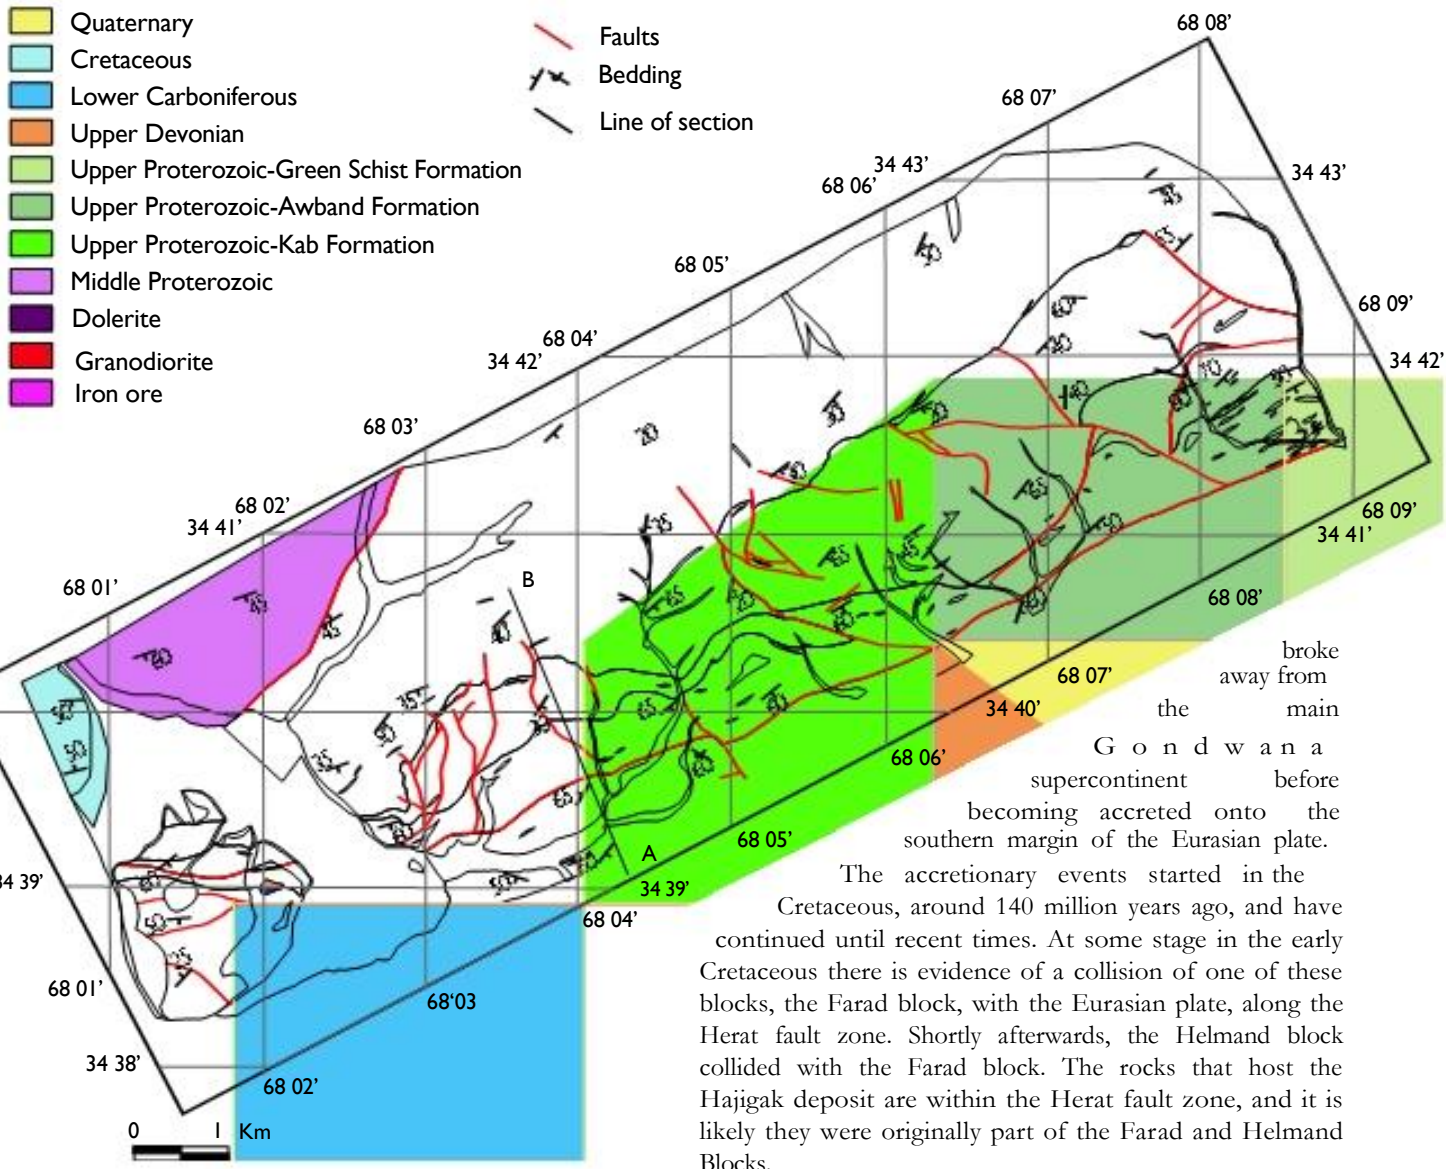 Quaternary
Cretaceous
Lower Carboniferous
Upper Devonian
Upper Proterozoic-Green Schist Formation
Upper Proterozoic-Awband Formation
Upper Proterozoic-Kab Formation
Middle Proterozoic
Dolerite
Granodiorite
Iron ore
Faults
Bedding
Line of section
68 08'
68 07'
34 43'
68 06'
34 43'
68 05'
68 09'
68 04'
34 42'
34 42'
68 03'
68 02'
34 41'
68 09'
34 41'
68 01'
B
68 08'
68 07'
34 40'
68 06'
68 05'
A
34 39'
34 39'
68 04'
68 01'
68'03
34 38'
68 02'
0 1 Km
broke
away from
the main
Gondwana
supercontinent before
becoming accreted onto the
southern margin of the Eurasian plate.
The accretionary events started in the
Cretaceous, around 140 million years ago, and have
continued until recent times. At some stage in the early
Cretaceous there is evidence of a collision of one of these
blocks, the Farad block, with the Eurasian plate, along the
Herat fault zone. Shortly afterwards, the Helmand block
collided with the Farad block. The rocks that host the
Hajigak deposit are within the Herat fault zone, and it is
likely they were originally part of the Farad and Helmand
Blocks.